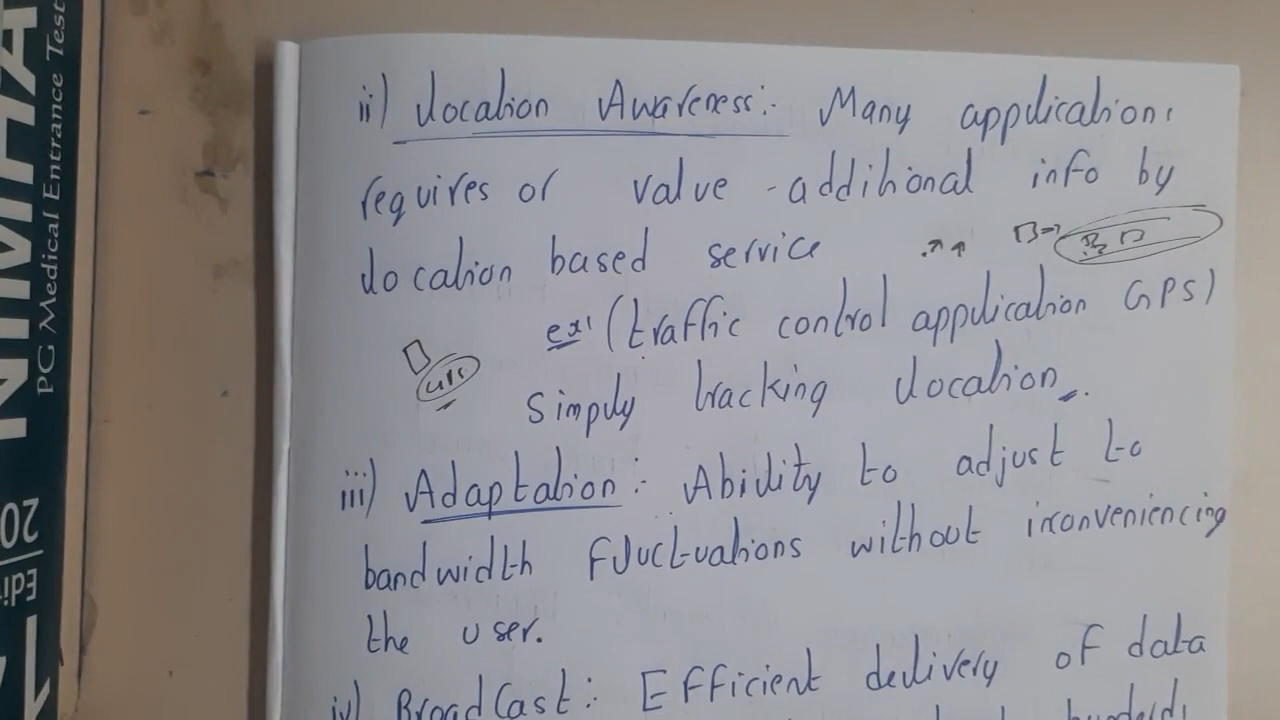 ii) Location Awareness:- Many application
requires or value-additional info by
location based service
ex: (traffic control application GPS)
Simply tracking location.
GPS
iii) Adaptation:- Ability to adjust to
bandwidth fluctuations without inconveniencing
the user.
iv) BroadCast: Efficient delivery of data
PG Medical Entrance Test
NIMHA
20
Edi